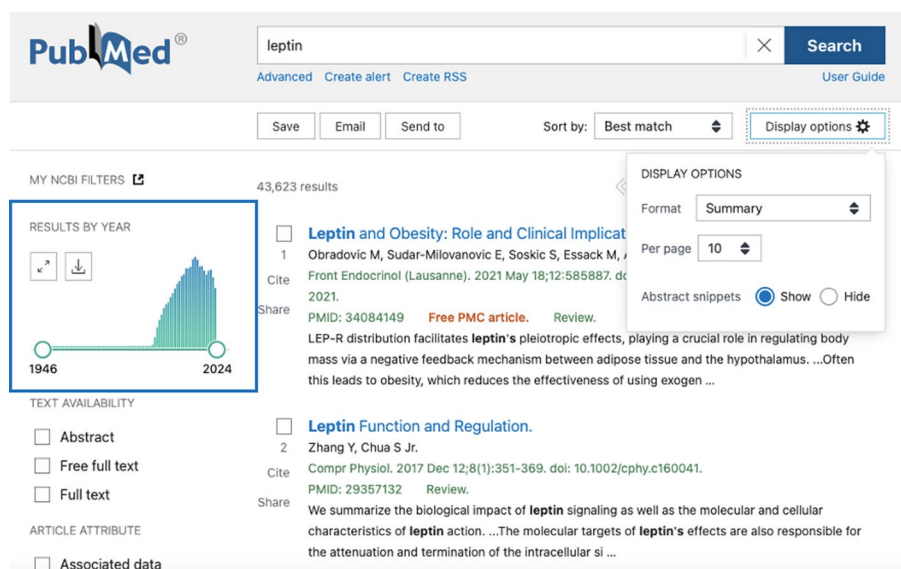 PubMed®
leptin
Search
Advanced Create alert Create RSS
User Guide
Save Email Send to
Sort by: Best match
Display options
MY NCBI FILTERS
43,623 results
DISPLAY OPTIONS
Format Summary
Per page 10
Abstract snippets Show Hide
RESULTS BY YEAR
1946 2024
TEXT AVAILABILITY
Abstract
Free full text
Full text
ARTICLE ATTRIBUTE
Associated data
Leptin and Obesity: Role and Clinical Implicat
1
Obradovic M, Sudar-Milovanovic E, Soskic S, Essack M,
Cite
Front Endocrinol (Lausanne). 2021 May 18;12:585887. do
2021.
Share
PMID: 34084149 Free PMC article. Review.
LEP-R distribution facilitates leptin's pleiotropic effects, playing a crucial role in regulating body
mass via a negative feedback mechanism between adipose tissue and the hypothalamus. ...Often
this leads to obesity, which reduces the effectiveness of using exogen ...
Leptin Function and Regulation.
2
Zhang Y, Chua S Jr.
Cite
Compr Physiol. 2017 Dec 12;8(1):351-369. doi: 10.1002/cphy.c160041.
PMID: 29357132 Review.
Share
We summarize the biological impact of leptin signaling as well as the molecular and cellular
characteristics of leptin action. ...The molecular targets of leptin's effects are also responsible for
the attenuation and termination of the intracellular si ...